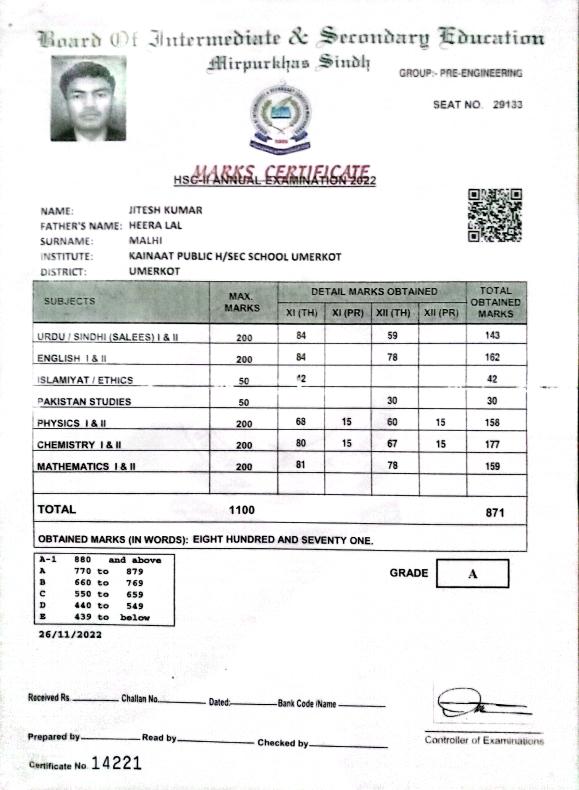 Board Of Intermediate & Secondary Education
Mirpurkhas Sindh
GROUP:- PRE-ENGINEERING
SEAT NO. 29133
MARKS CERTIFICATE
HSC-II ANNUAL EXAMINATION 2022
NAME: JITESH KUMAR
FATHER'S NAME: HEERA LAL
SURNAME: MALHI
INSTITUTE: KAINAAT PUBLIC H/SEC SCHOOL UMERKOT
DISTRICT: UMERKOT
SUBJECTS MAX. MARKS DETAIL MARKS OBTAINED TOTAL OBTAINED MARKS
XI (TH) XI (PR) XII (TH) XII (PR)
URDU / SINDHI (SALEES) I & II 200 84 59 143
ENGLISH I & II 200 84 78 162
ISLAMIYAT / ETHICS 50 42 42
PAKISTAN STUDIES 50 30 30
PHYSICS I & II 200 68 15 60 15 158
CHEMISTRY I & II 200 80 15 67 15 177
MATHEMATICS I & II 200 81 78 159
TOTAL 1100 871
OBTAINED MARKS (IN WORDS): EIGHT HUNDRED AND SEVENTY ONE.
A-1 880 and above
A 770 to 879
B 660 to 769
C 550 to 659
D 440 to 549
E 439 to below
GRADE A
26/11/2022
Received Rs. Challan No. Dated: Bank Code /Name
Prepared by Read by Checked by
Controller of Examinations
Certificate No. 14221